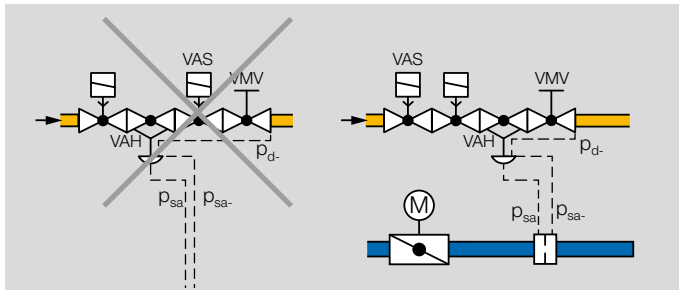 VAS
VMV
VAH
pd-
psa
psa-
VAS
VMV
VAH
pd-
psa
psa-
M